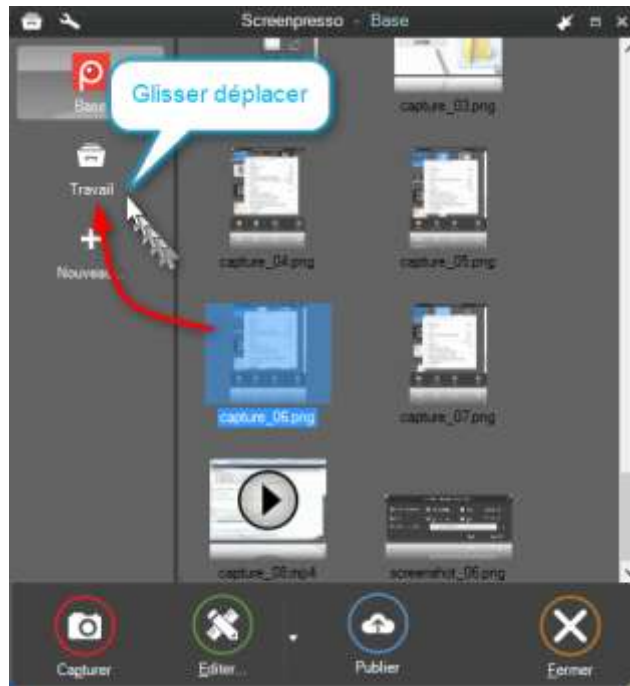 Screenpresso - Base
Base
Glisser déplacer
capture_03.png
Travail
capture_04.png
capture_05.png
Nouveau...
capture_06.png
capture_07.png
capture_08.mp4
screenshot_06.png
Capturer
Editer...
Publier
Fermer